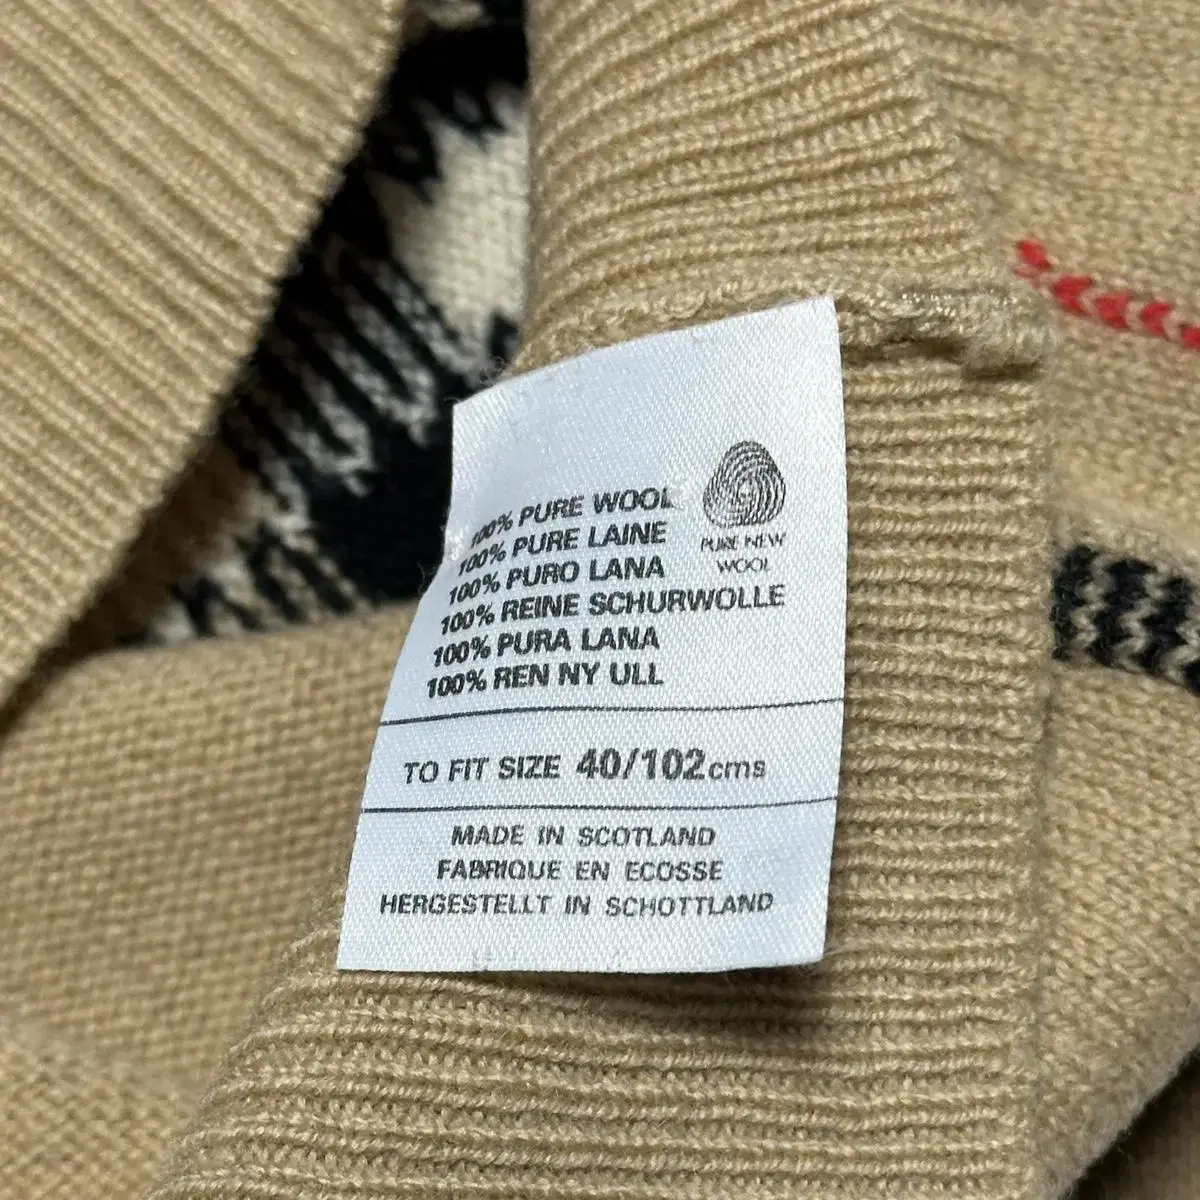 100% PURE WOOL
100% PURE LAINE
100% PURO LANA
100% REINE SCHURWOLLE
100% PURA LANA
100% REN NY ULL
PURE NEW
WOOL
TO FIT SIZE 40/102cms
MADE IN SCOTLAND
FABRIQUE EN ECOSSE
HERGESTELLT IN SCHOTTLAND